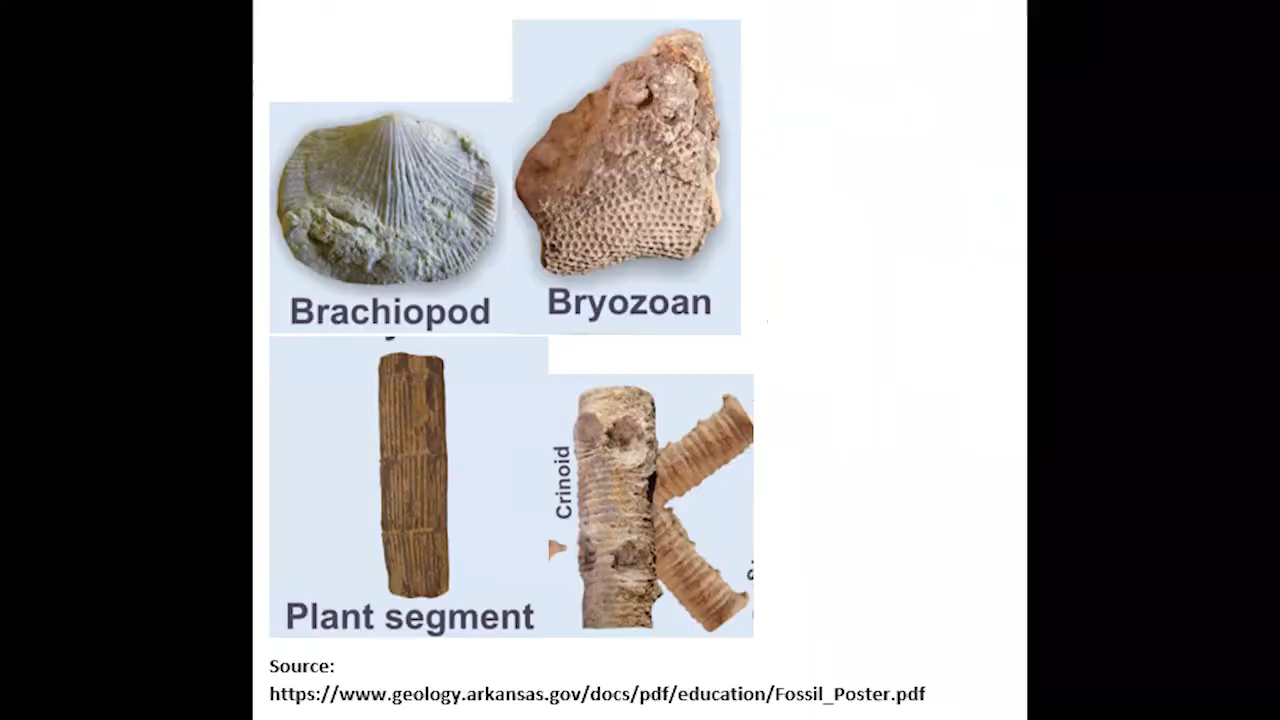 Brachiopod
Bryozoan
Plant segment
Crinoid
Source:
https://www.geology.arkansas.gov/docs/pdf/education/Fossil_Poster.pdf